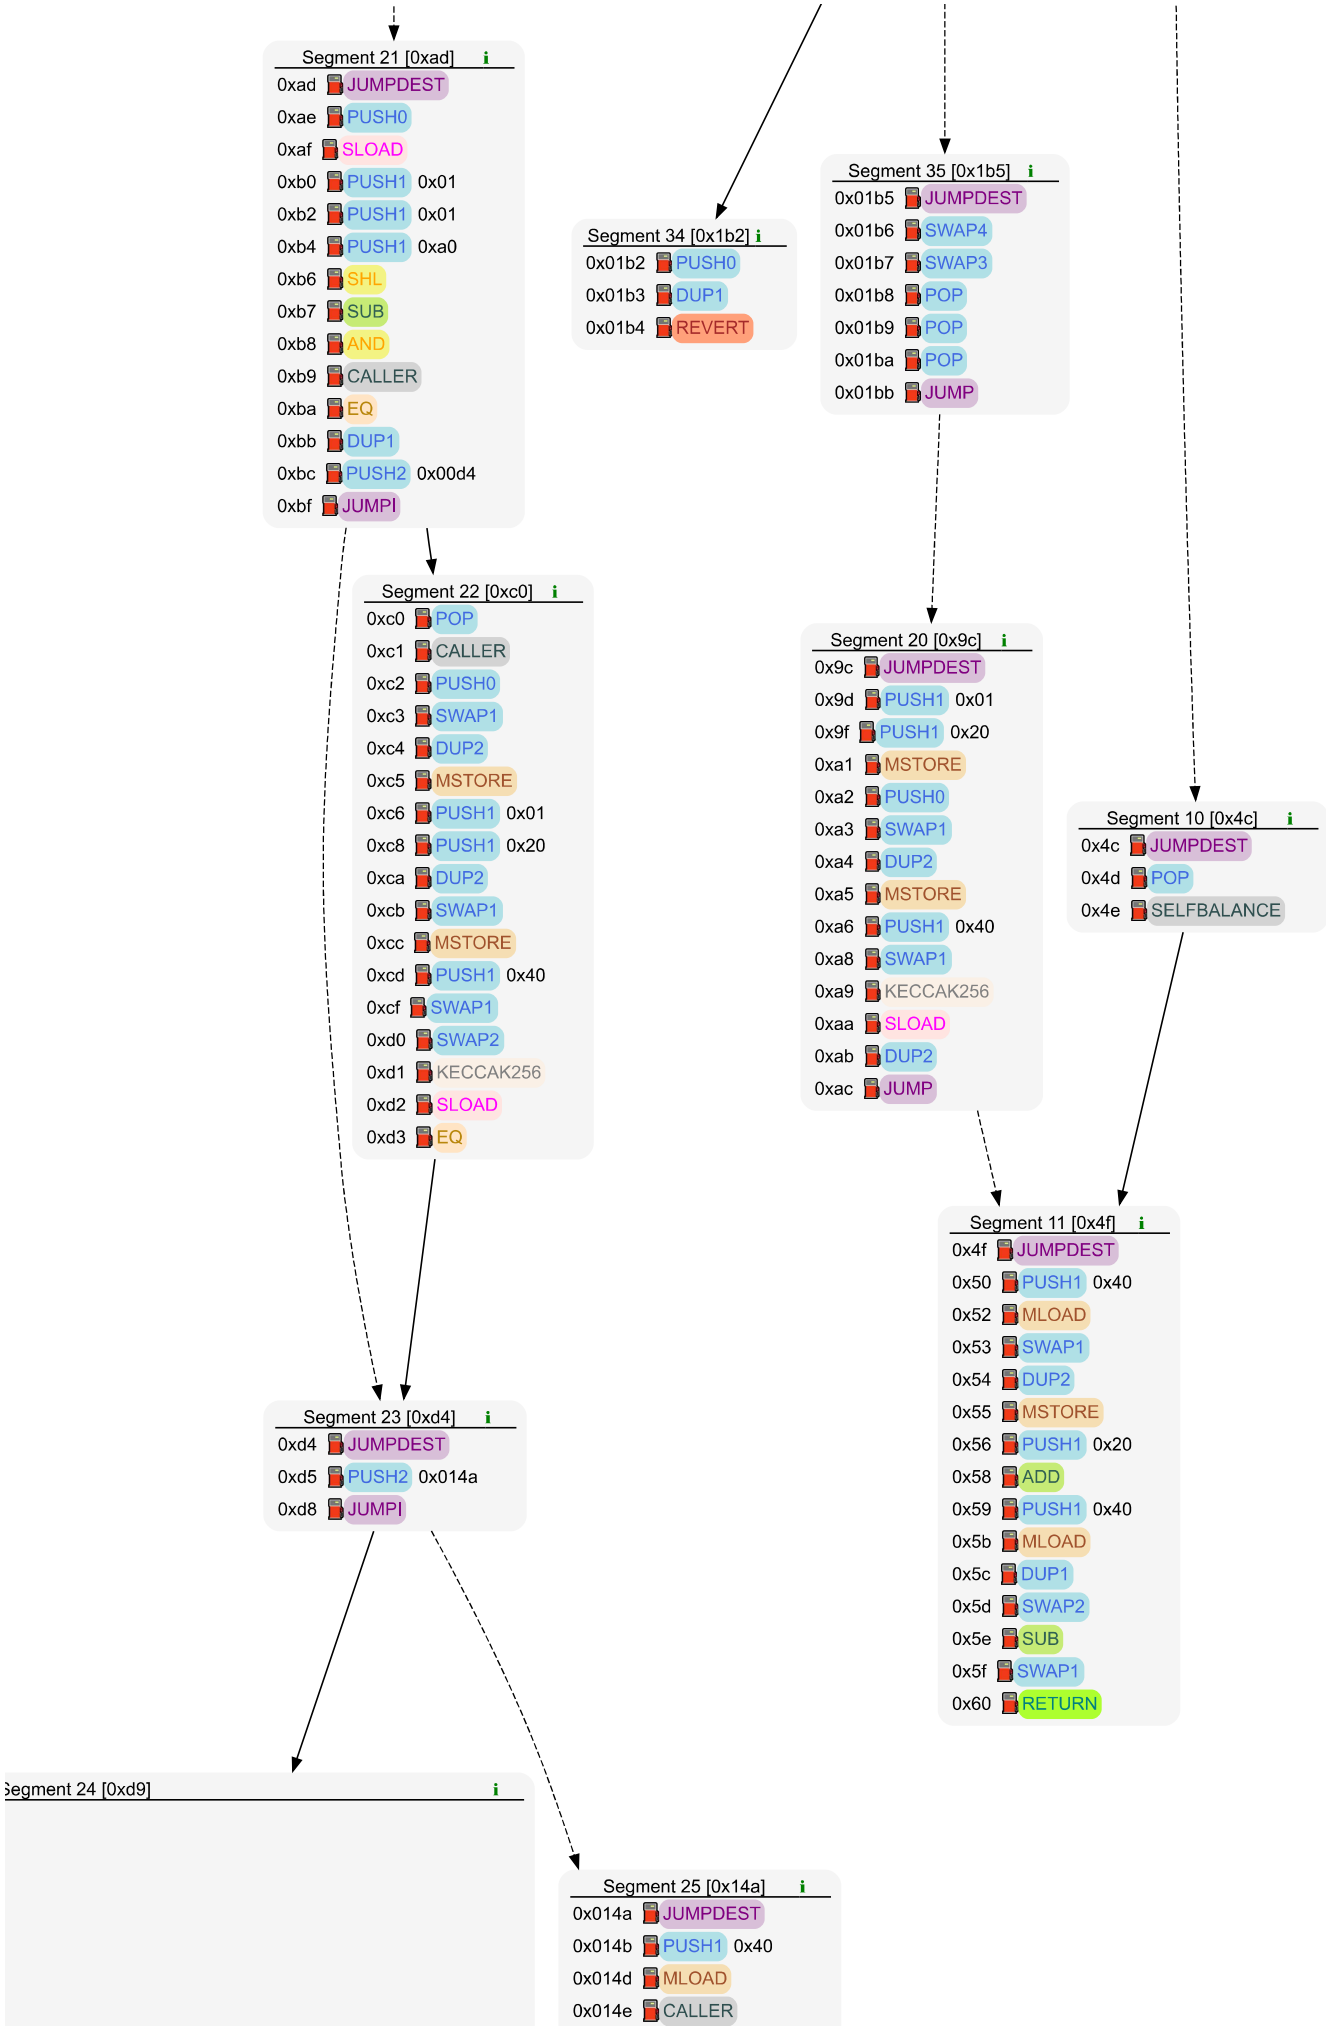 Segment 21 [0xad] i
0xad JUMPDEST
0xae PUSH0
0xaf SLOAD
0xb0 PUSH1 0x01
0xb2 PUSH1 0x01
0xb4 PUSH1 0xa0
0xb6 SHL
0xb7 SUB
0xb8 AND
0xb9 CALLER
0xba EQ
0xbb DUP1
0xbc PUSH2 0x00d4
0xbf JUMPI
Segment 34 [0x1b2] i
0x01b2 PUSH0
0x01b3 DUP1
0x01b4 REVERT
Segment 35 [0x1b5] i
0x01b5 JUMPDEST
0x01b6 SWAP4
0x01b7 SWAP3
0x01b8 POP
0x01b9 POP
0x01ba POP
0x01bb JUMP
Segment 22 [0xc0] i
0xc0 POP
0xc1 CALLER
0xc2 PUSH0
0xc3 SWAP1
0xc4 DUP2
0xc5 MSTORE
0xc6 PUSH1 0x01
0xc8 PUSH1 0x20
0xca DUP2
0xcb SWAP1
0xcc MSTORE
0xcd PUSH1 0x40
0xcf SWAP1
0xd0 SWAP2
0xd1 KECCAK256
0xd2 SLOAD
0xd3 EQ
Segment 20 [0x9c] i
0x9c JUMPDEST
0x9d PUSH1 0x01
0x9f PUSH1 0x20
0xa1 MSTORE
0xa2 PUSH0
0xa3 SWAP1
0xa4 DUP2
0xa5 MSTORE
0xa6 PUSH1 0x40
0xa8 SWAP1
0xa9 KECCAK256
0xaa SLOAD
0xab DUP2
0xac JUMP
Segment 10 [0x4c] i
0x4c JUMPDEST
0x4d POP
0x4e SELFBALANCE
Segment 11 [0x4f] i
0x4f JUMPDEST
0x50 PUSH1 0x40
0x52 MLOAD
0x53 SWAP1
0x54 DUP2
0x55 MSTORE
0x56 PUSH1 0x20
0x58 ADD
0x59 PUSH1 0x40
0x5b MLOAD
0x5c DUP1
0x5d SWAP2
0x5e SUB
0x5f SWAP1
0x60 RETURN
Segment 23 [0xd4] i
0xd4 JUMPDEST
0xd5 PUSH2 0x014a
0xd8 JUMPI
Segment 24 [0xd9] i
Segment 25 [0x14a] i
0x014a JUMPDEST
0x014b PUSH1 0x40
0x014d MLOAD
0x014e CALLER